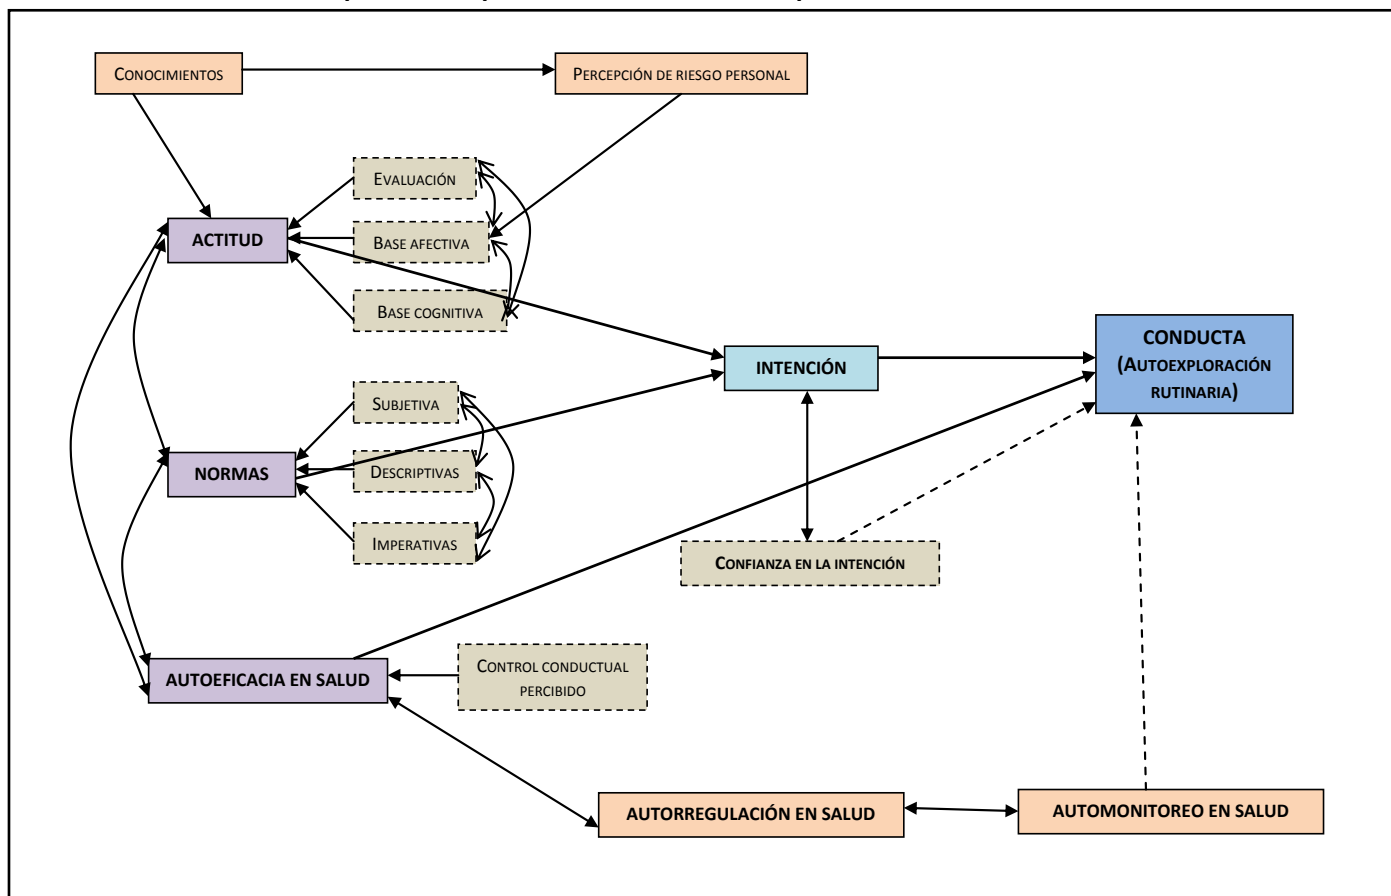 CONOCIMIENTOS
PERCEPCIÓN DE RIESGO PERSONAL
EVALUACIÓN
ACTITUD
BASE AFECTIVA
BASE COGNITIVA
INTENCIÓN
CONDUCTA
(AUTOEXPLORACIÓN
RUTINARIA)
SUBJETIVA
NORMAS
DESCRIPTIVAS
IMPERATIVAS
CONFIANZA EN LA INTENCIÓN
AUTOEFICACIA EN SALUD
CONTROL CONDUCTUAL
PERCIBIDO
AUTORREGULACIÓN EN SALUD
AUTOMONITOREO EN SALUD